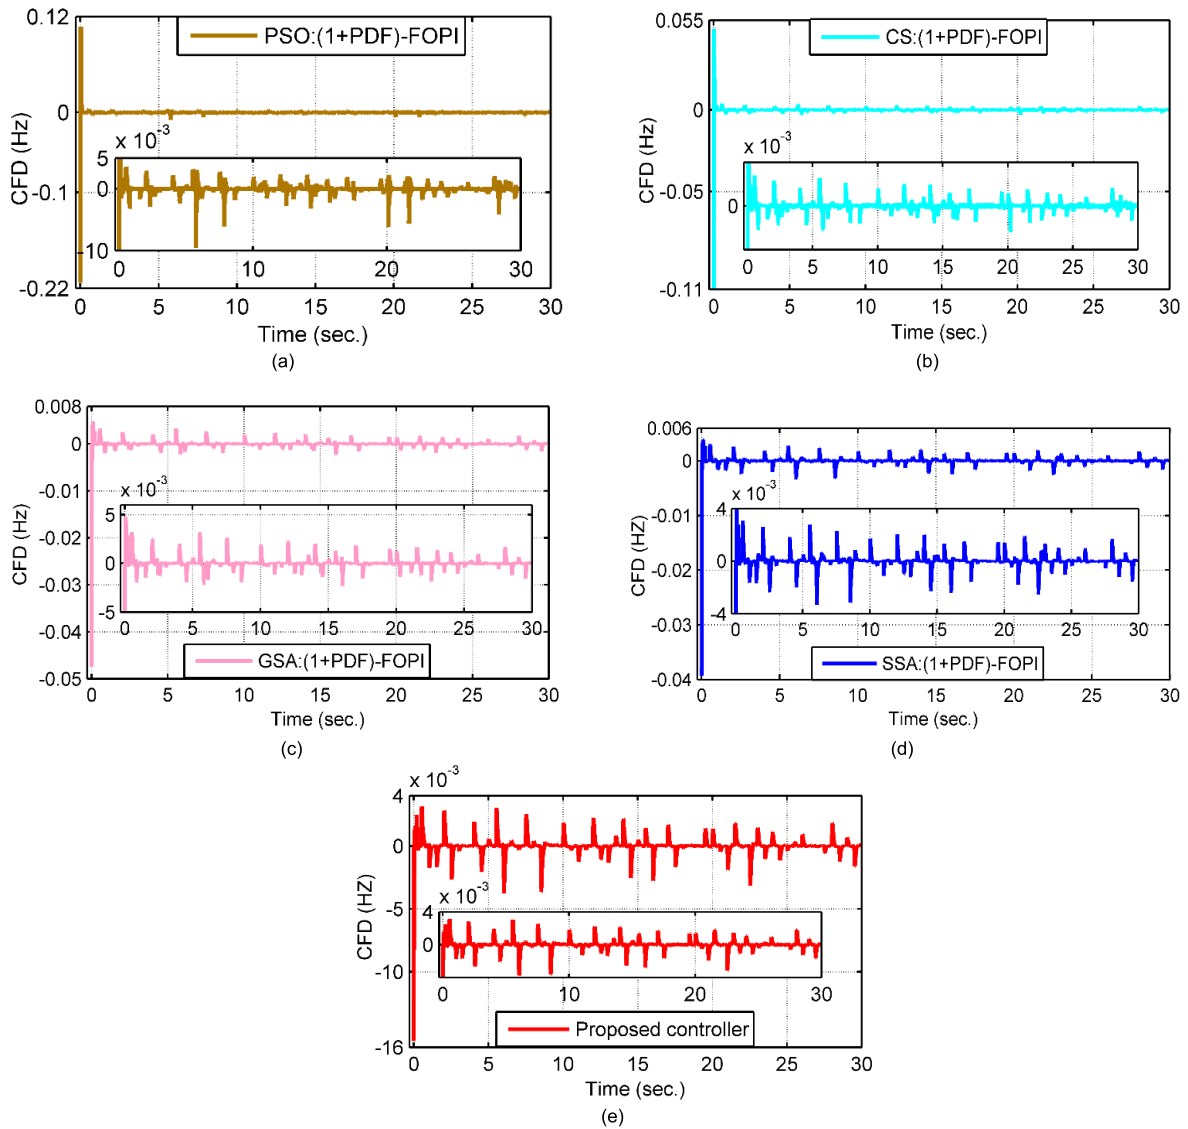 0.12
0
-0.1
-0.22
CFD (Hz)
PSO:(1+PDF)-FOPI
x 10-3
5
0
10
0 10 20 30
0 5 10 15 20 25 30
Time (sec.)
(a)
0.055
0
-0.05
-0.11
CFD (Hz)
CS:(1+PDF)-FOPI
x 10-3
0
0 5 10 15 20 25 30
0 5 10 15 20 25 30
Time (sec.)
(b)
0.008
0
-0.01
-0.02
-0.03
-0.04
-0.05
CFD (Hz)
x 10-3
5
0
-5
0 5 10 15 20 25 30
GSA:(1+PDF)-FOPI
0 5 10 15 20 25 30
Time (sec.)
(c)
0.006
0
-0.01
-0.02
-0.03
-0.04
CFD (HZ)
x 10-3
4
0
-4
0 5 10 15 20 25 30
SSA:(1+PDF)-FOPI
0 5 10 15 20 25 30
Time (sec.)
(d)
x 10-3
4
0
-5
-10
-16
CFD (HZ)
x 10-3
4
0
0 10 20 30
Proposed controller
0 5 10 15 20 25 30
Time (sec.)
(e)